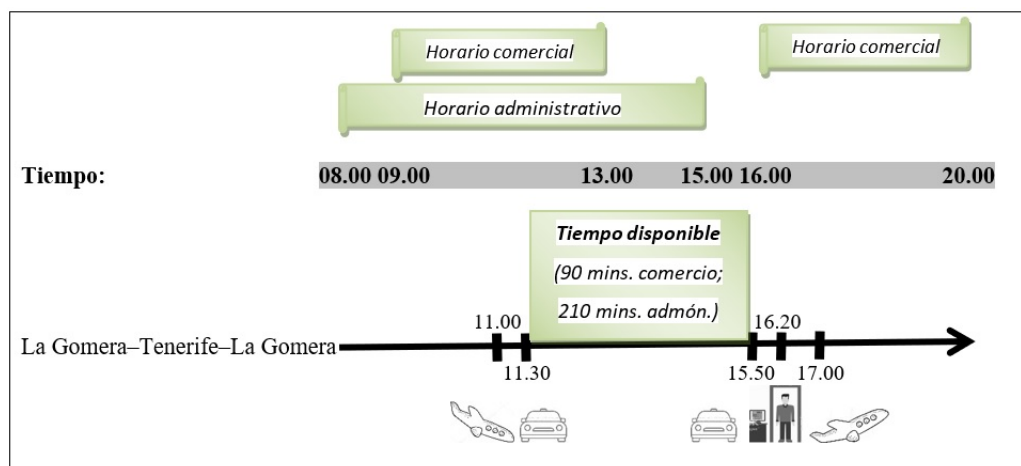 Horario comercial
Horario comercial
Horario administrativo
Tiempo: 08.00 09.00 13.00 15.00 16.00 20.00
Tiempo disponible
(90 mins. comercio;
210 mins. admón.)
11.00 16.20
La Gomera–Tenerife–La Gomera
11.30 15.50 17.00